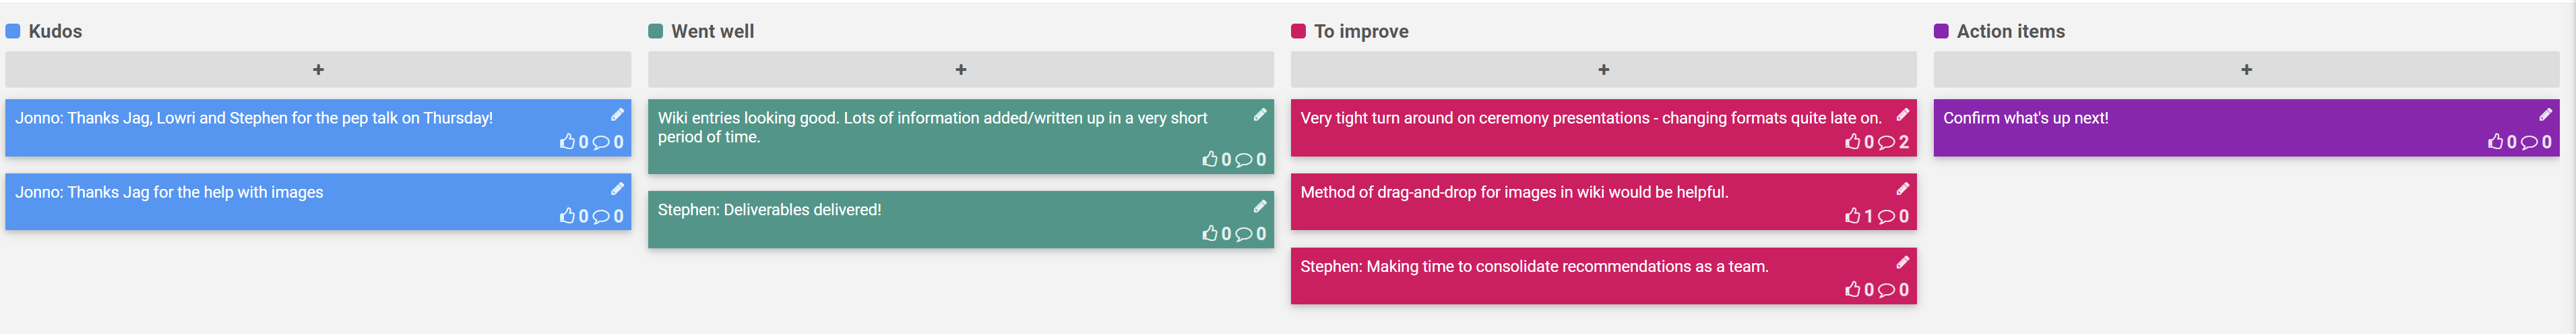 Kudos
+
Jonno: Thanks Jag, Lowri and Stephen for the pep talk on Thursday!
0 0
Jonno: Thanks Jag for the help with images
0 0
Went well
+
Wiki entries looking good. Lots of information added/written up in a very short
period of time.
0 0
Stephen: Deliverables delivered!
0 0
To improve
+
Very tight turn around on ceremony presentations - changing formats quite late on.
0 2
Method of drag-and-drop for images in wiki would be helpful.
1 0
Stephen: Making time to consolidate recommendations as a team.
0 0
Action items
+
Confirm what's up next!
0 0